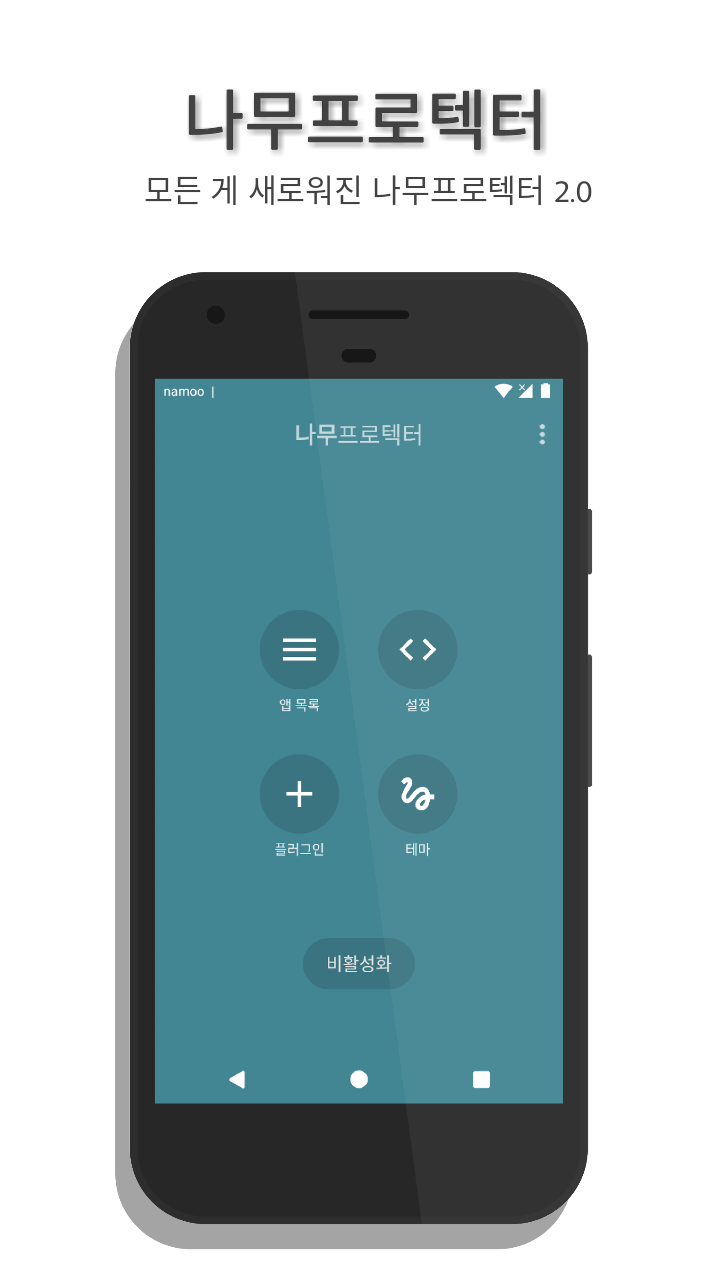 나무프로텍터
모든 게 새로워진 나무프로텍터 2.0
namoo |
나무프로텍터
앱 목록
설정
플러그인
테마
비활성화